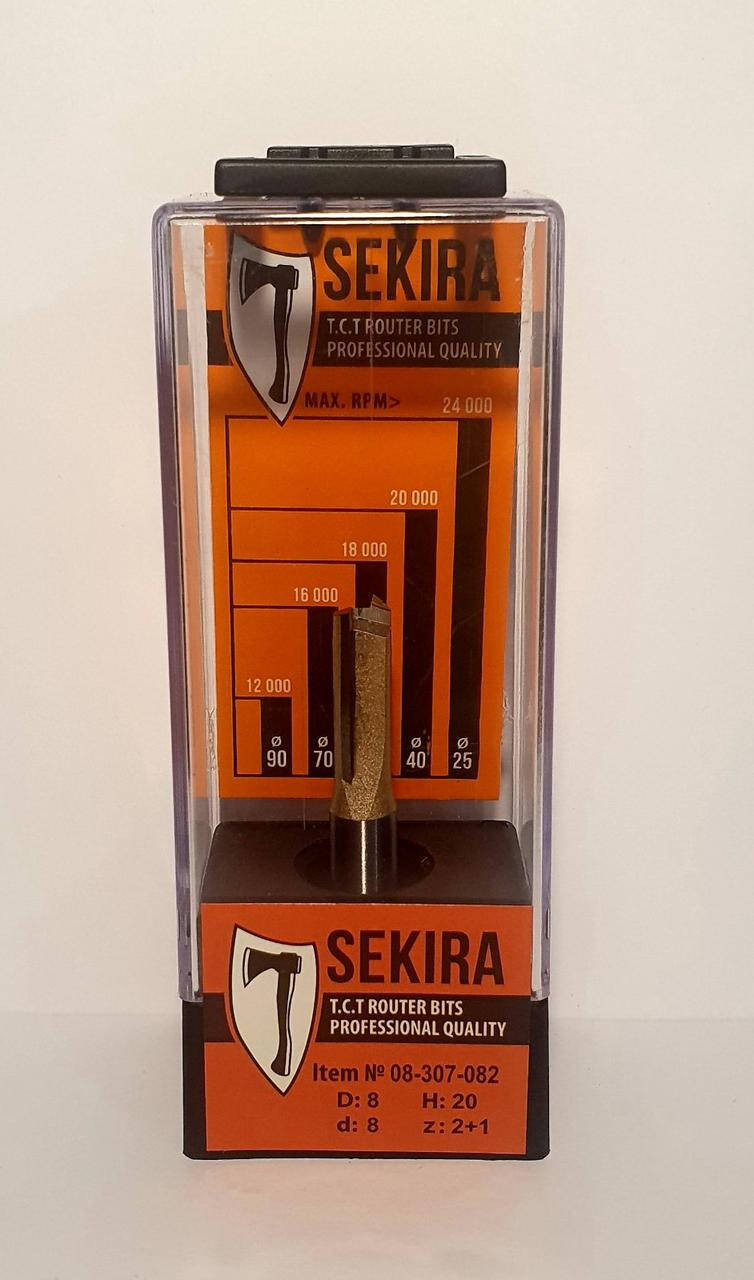 SEKIRA
T.C.T ROUTER BITS
PROFESSIONAL QUALITY
MAX. RPM>
24 000
20 000
18 000
16 000
12 000
Ø 90
Ø 70
Ø 40
Ø 25
SEKIRA
T.C.T ROUTER BITS
PROFESSIONAL QUALITY
Item № 08-307-082
D: 8 H: 20
d: 8 z: 2+1